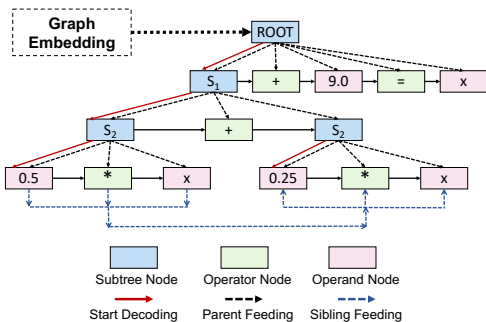 Graph
Embedding
ROOT
S₁ + 9.0 = x
S₂ + S₂
0.5 * x 0.25 * x
Subtree Node Operator Node Operand Node
Start Decoding Parent Feeding Sibling Feeding